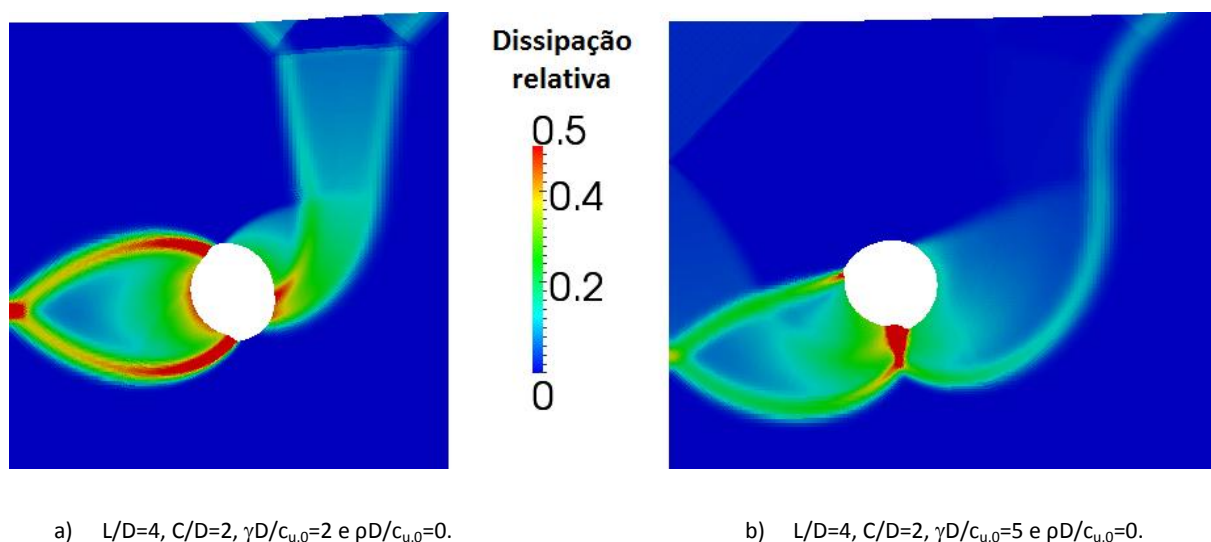 Dissipação
relativa
0.5
0.4
0.2
0
a) L/D=4, C/D=2, γD/cu,0=2 e ρD/cu,0=0.
b) L/D=4, C/D=2, γD/cu,0=5 e ρD/cu,0=0.